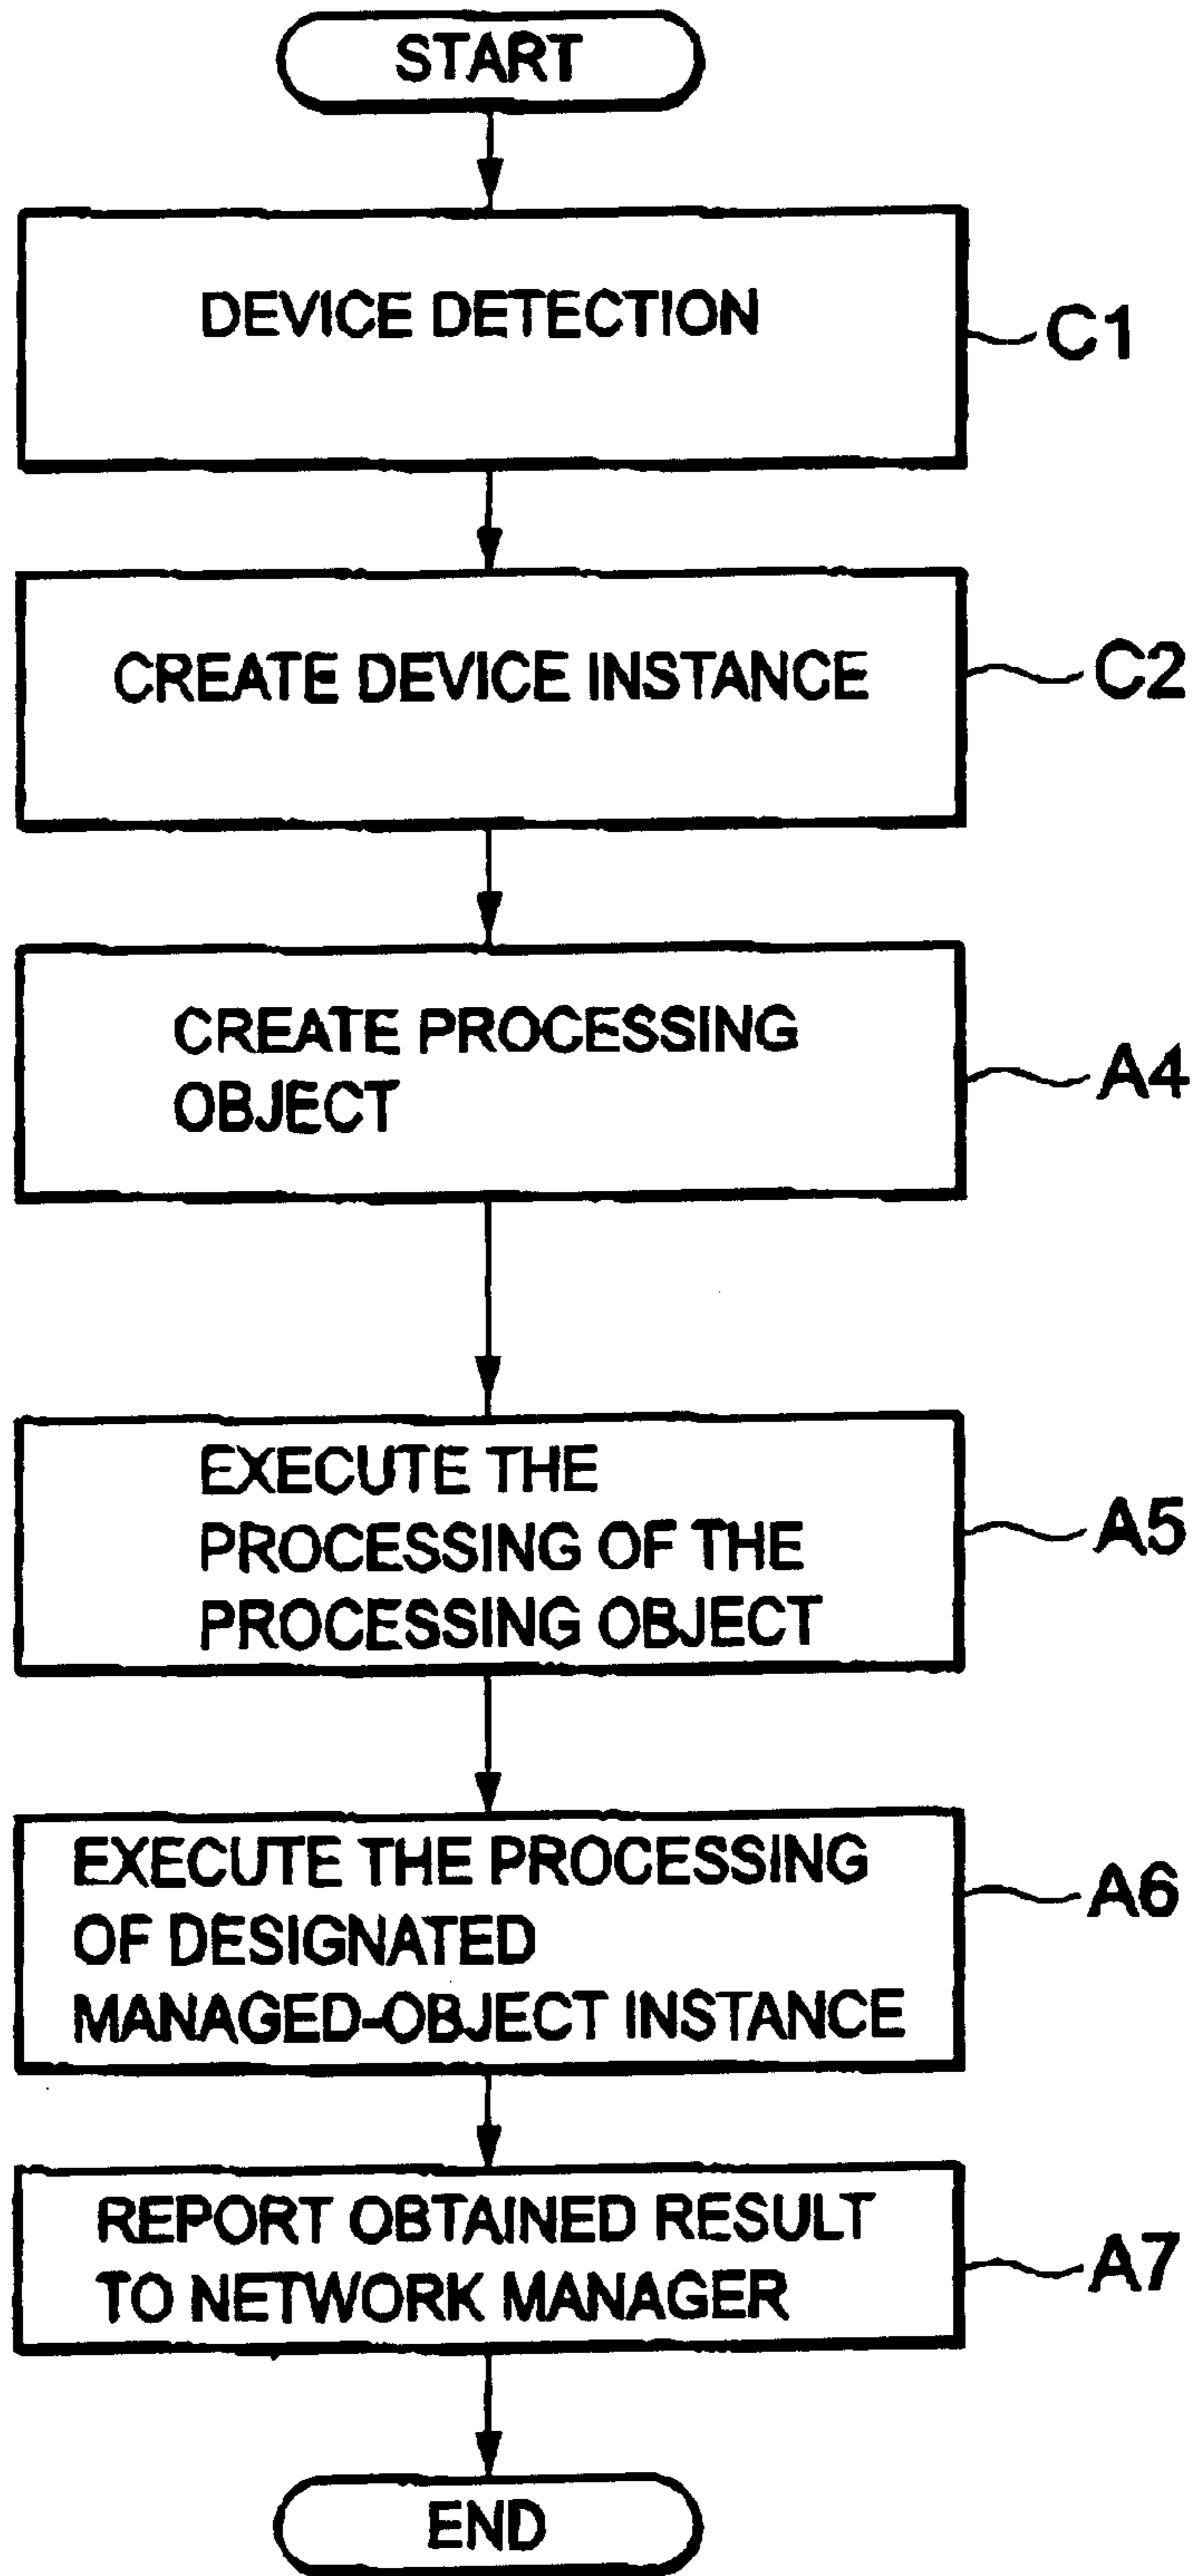 START
DEVICE DETECTION
C1
CREATE DEVICE INSTANCE
C2
CREATE PROCESSING
OBJECT
A4
EXECUTE THE
PROCESSING OF THE
PROCESSING OBJECT
A5
EXECUTE THE PROCESSING
OF DESIGNATED
MANAGED-OBJECT INSTANCE
A6
REPORT OBTAINED RESULT
TO NETWORK MANAGER
A7
END